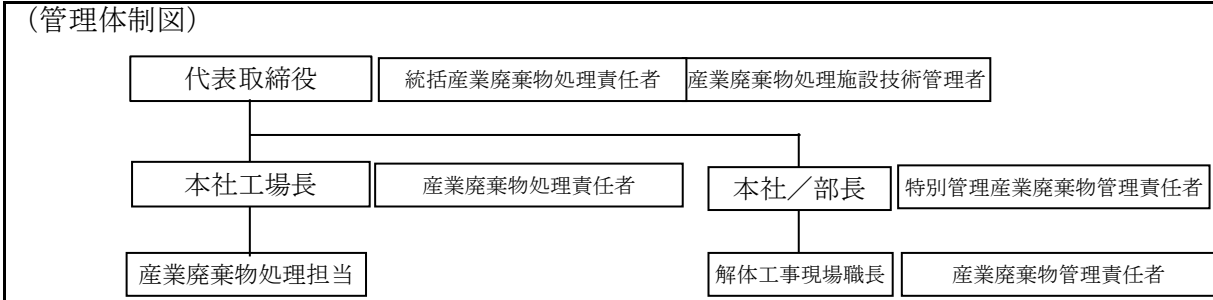 （管理体制図）
代表取締役 統括産業廃棄物処理責任者 産業廃棄物処理施設技術管理者
本社工場長 産業廃棄物処理責任者 本社／部長 特別管理産業廃棄物管理責任者
産業廃棄物処理担当 解体工事現場職長 産業廃棄物管理責任者